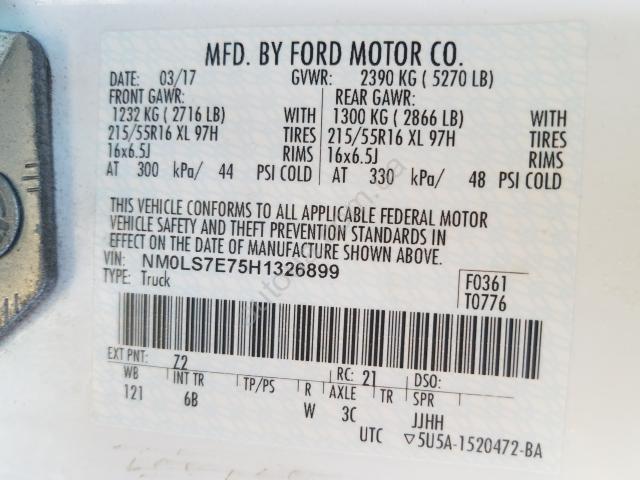 MFD. BY FORD MOTOR CO.
DATE: 03/17 GVWR: 2390 KG ( 5270 LB)
FRONT GAWR: REAR GAWR:
1232 KG ( 2716 LB) WITH 1300 KG ( 2866 LB) WITH
215/55R16 XL 97H TIRES 215/55R16 XL 97H TIRES
16x6.5J RIMS 16x6.5J RIMS
AT 300 kPa/ 44 PSI COLD AT 330 kPa/ 48 PSI COLD
THIS VEHICLE CONFORMS TO ALL APPLICABLE FEDERAL MOTOR
VEHICLE SAFETY AND THEFT PREVENTION STANDARDS IN
EFFECT ON THE DATE OF MANUFACTURE SHOWN ABOVE.
VIN: NM0LS7E75H1326899
TYPE: Truck
F0361
T0776
EXT PNT: Z2 RC: 21 DSO:
WB INT TR TP/PS R AXLE TR SPR
121 6B W 3C JJHH
UTC ▽5U5A-1520472-BA